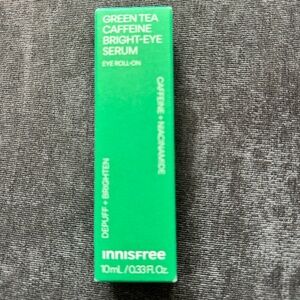 GREEN TEA
CAFFEINE
BRIGHT-EYE
SERUM
EYE ROLL-ON
CAFFEINE + NIACINAMIDE
DEPUFF + BRIGHTEN
innisfree
10mL / 0.33 Fl. Oz.